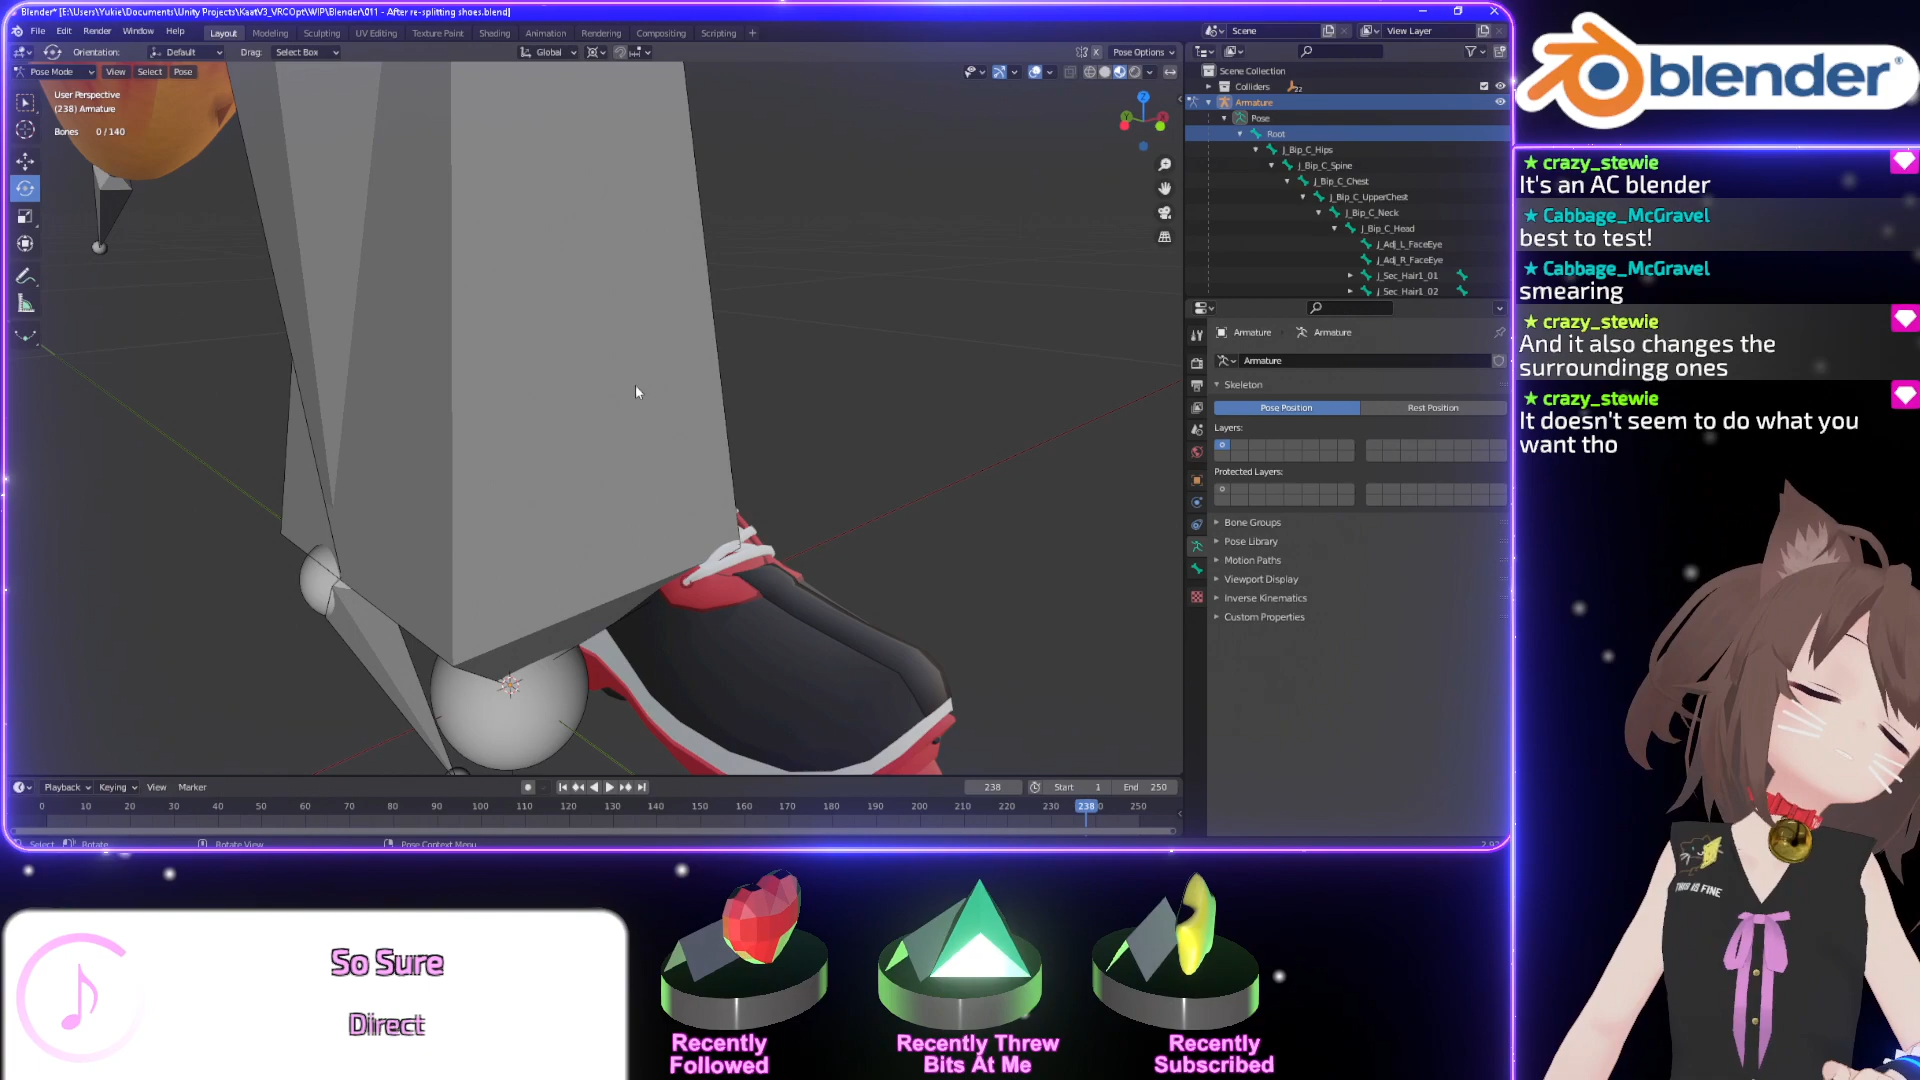 Blender* [E:\Users\Yukie\Documents\Unity Projects\KaatV3_VRCOpt\WIP\Blender\011 - After re-splitting shoes.blend]
File Edit Render Window Help Layout Modeling Sculpting UV Editing Texture Paint Shading Animation Rendering Compositing Scripting +
Scene View Layer
Orientation: Default Drag: Select Box Global X Pose Options
Pose Mode View Select Pose
User Perspective
(238) Armature
Bones 0/140
Z
Scene Collection
Colliders 22
Armature
Pose
Root
J_Bip_C_Hips
J_Bip_C_Spine
J_Bip_C_Chest
J_Bip_C_UpperChest
J_Bip_C_Neck
J_Bip_C_Head
J_Adj_L_FaceEye
J_Adj_R_FaceEye
J_Sec_Hair1_01
J_Sec_Hair1_02
Armature Armature
Armature
Skeleton
Pose Position Rest Position
Layers:
Protected Layers:
Bone Groups
Pose Library
Motion Paths
Viewport Display
Inverse Kinematics
Custom Properties
Playback Keying View Marker 238 Start 1 End 250
0 10 20 30 40 50 60 70 80 90 100 110 120 130 140 150 160 170 180 190 200 210 220 230 238 250
Select Rotate Rotate View Pose Context Menu
blender
crazy_stewie
It's an AC blender
Cabbage_McGravel
best to test!
Cabbage_McGravel
smearing
crazy_stewie
And it also changes the
surroundingg ones
crazy_stewie
It doesn't seem to do what you
want tho
THIS IS FINE
So Sure
Direct
Recently
Followed
Recently Threw
Bits At Me
Recently
Subscribed